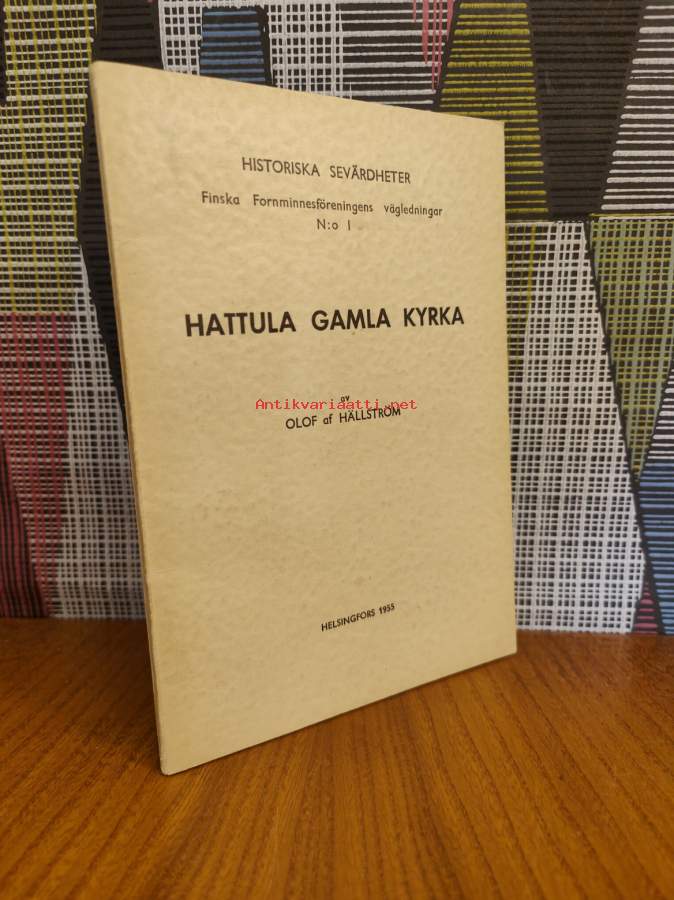 HISTORISKA SEVÄRDHETER
Finska Fornminnesföreningens vägledningar
N:o 1
HATTULA GAMLA KYRKA
av
Antikvariaatti.net
OLOF af HÄLLSTRÖM
HELSINGFORS 1955